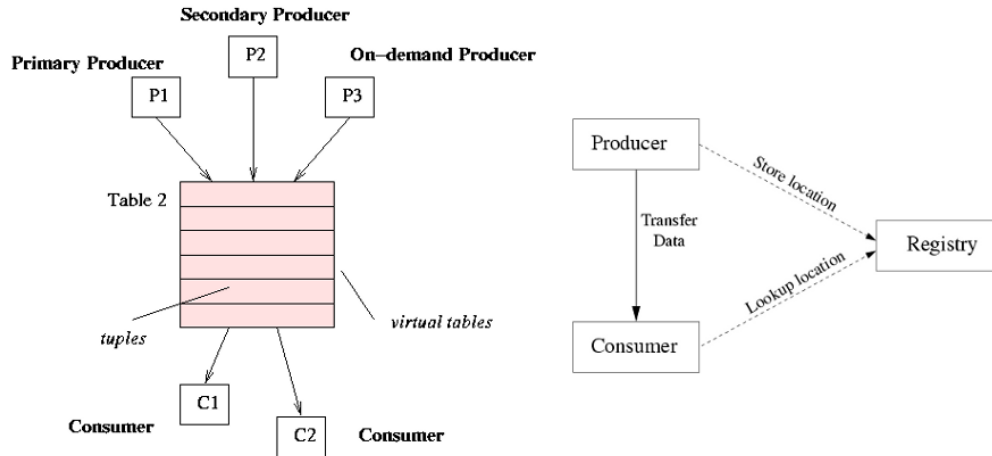 Secondary Producer
P2
Primary Producer
On-demand Producer
P1
P3
Table 2
tuples
virtual tables
C1
Consumer
C2
Consumer
Producer
Store location
Transfer
Data
Registry
Lookup location
Consumer